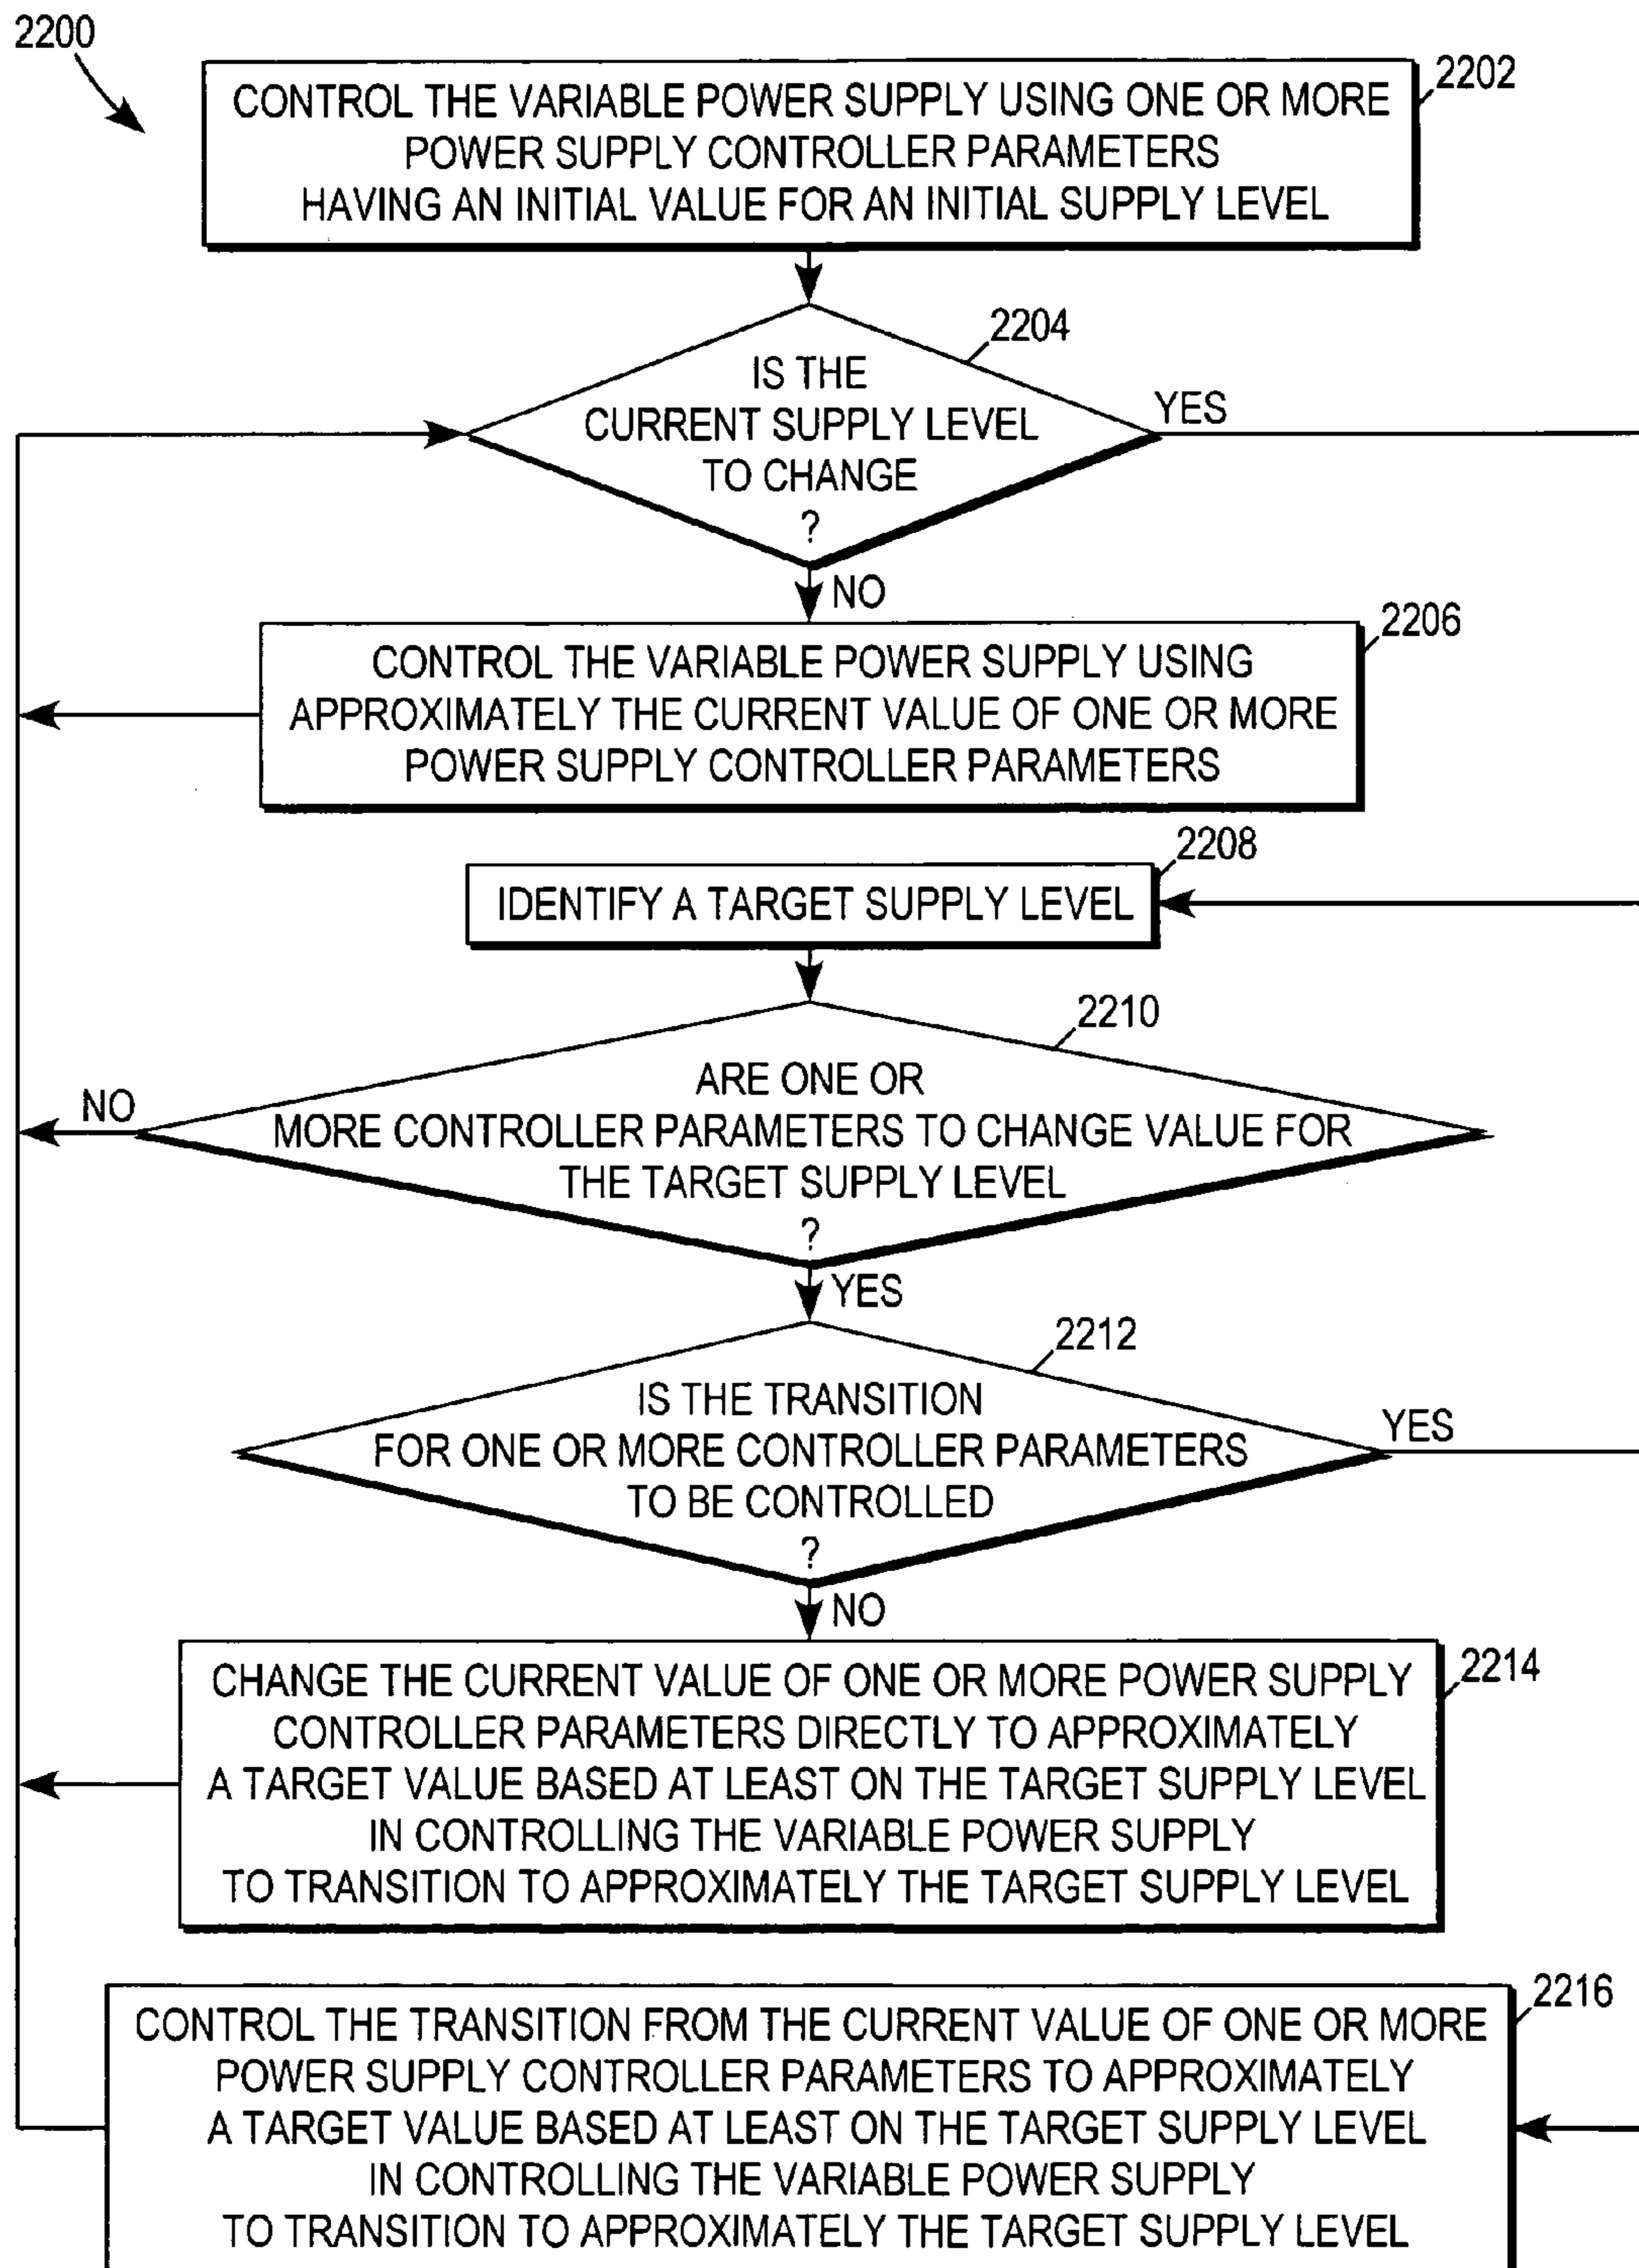 2200
2202
CONTROL THE VARIABLE POWER SUPPLY USING ONE OR MORE
POWER SUPPLY CONTROLLER PARAMETERS
HAVING AN INITIAL VALUE FOR AN INITIAL SUPPLY LEVEL
2204
IS THE
CURRENT SUPPLY LEVEL
TO CHANGE
?
YES
NO
2206
CONTROL THE VARIABLE POWER SUPPLY USING
APPROXIMATELY THE CURRENT VALUE OF ONE OR MORE
POWER SUPPLY CONTROLLER PARAMETERS
2208
IDENTIFY A TARGET SUPPLY LEVEL
2210
ARE ONE OR
MORE CONTROLLER PARAMETERS TO CHANGE VALUE FOR
THE TARGET SUPPLY LEVEL
?
NO
YES
2212
IS THE TRANSITION
FOR ONE OR MORE CONTROLLER PARAMETERS
TO BE CONTROLLED
?
YES
NO
2214
CHANGE THE CURRENT VALUE OF ONE OR MORE POWER SUPPLY
CONTROLLER PARAMETERS DIRECTLY TO APPROXIMATELY
A TARGET VALUE BASED AT LEAST ON THE TARGET SUPPLY LEVEL
IN CONTROLLING THE VARIABLE POWER SUPPLY
TO TRANSITION TO APPROXIMATELY THE TARGET SUPPLY LEVEL
2216
CONTROL THE TRANSITION FROM THE CURRENT VALUE OF ONE OR MORE
POWER SUPPLY CONTROLLER PARAMETERS TO APPROXIMATELY
A TARGET VALUE BASED AT LEAST ON THE TARGET SUPPLY LEVEL
IN CONTROLLING THE VARIABLE POWER SUPPLY
TO TRANSITION TO APPROXIMATELY THE TARGET SUPPLY LEVEL